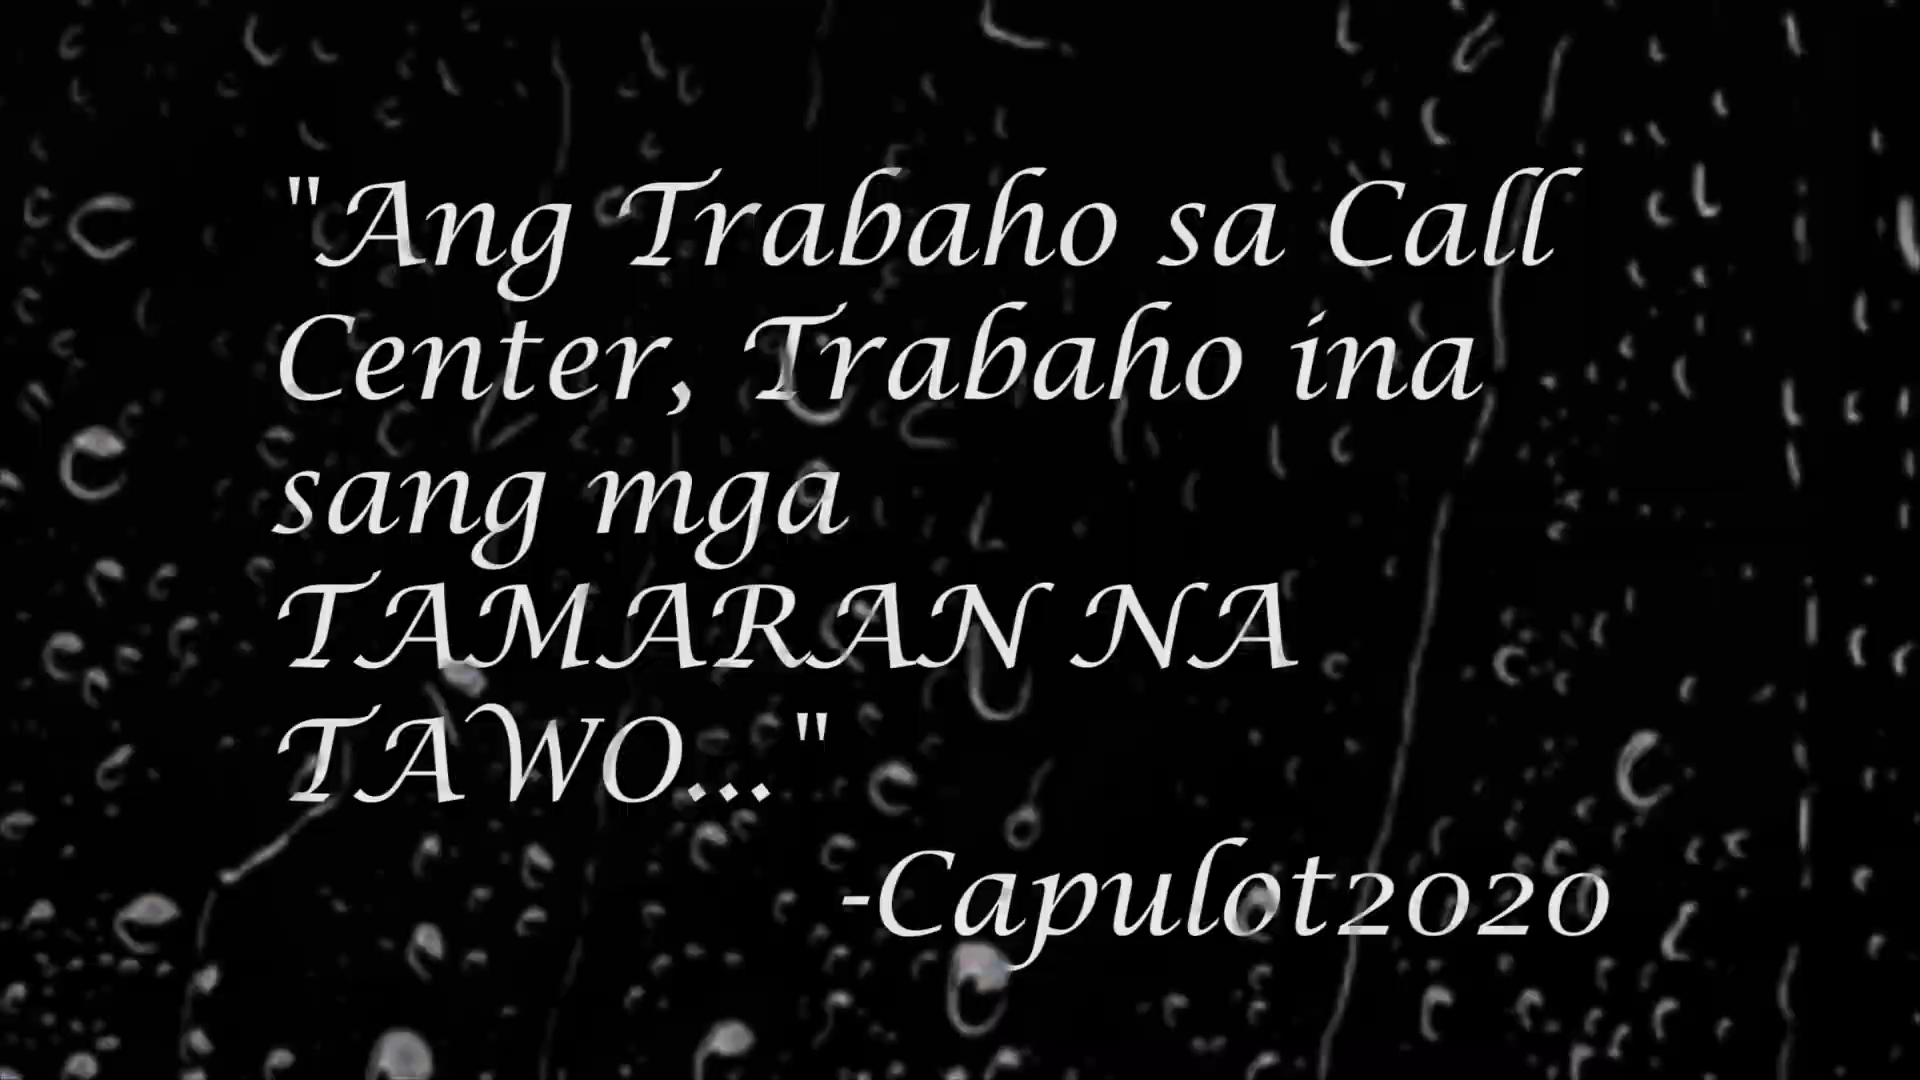 "Ang Trabaho sa Call
Center, Trabaho ina
sang mga
TAMARAN NA
TAWO..."
-Capulot2020